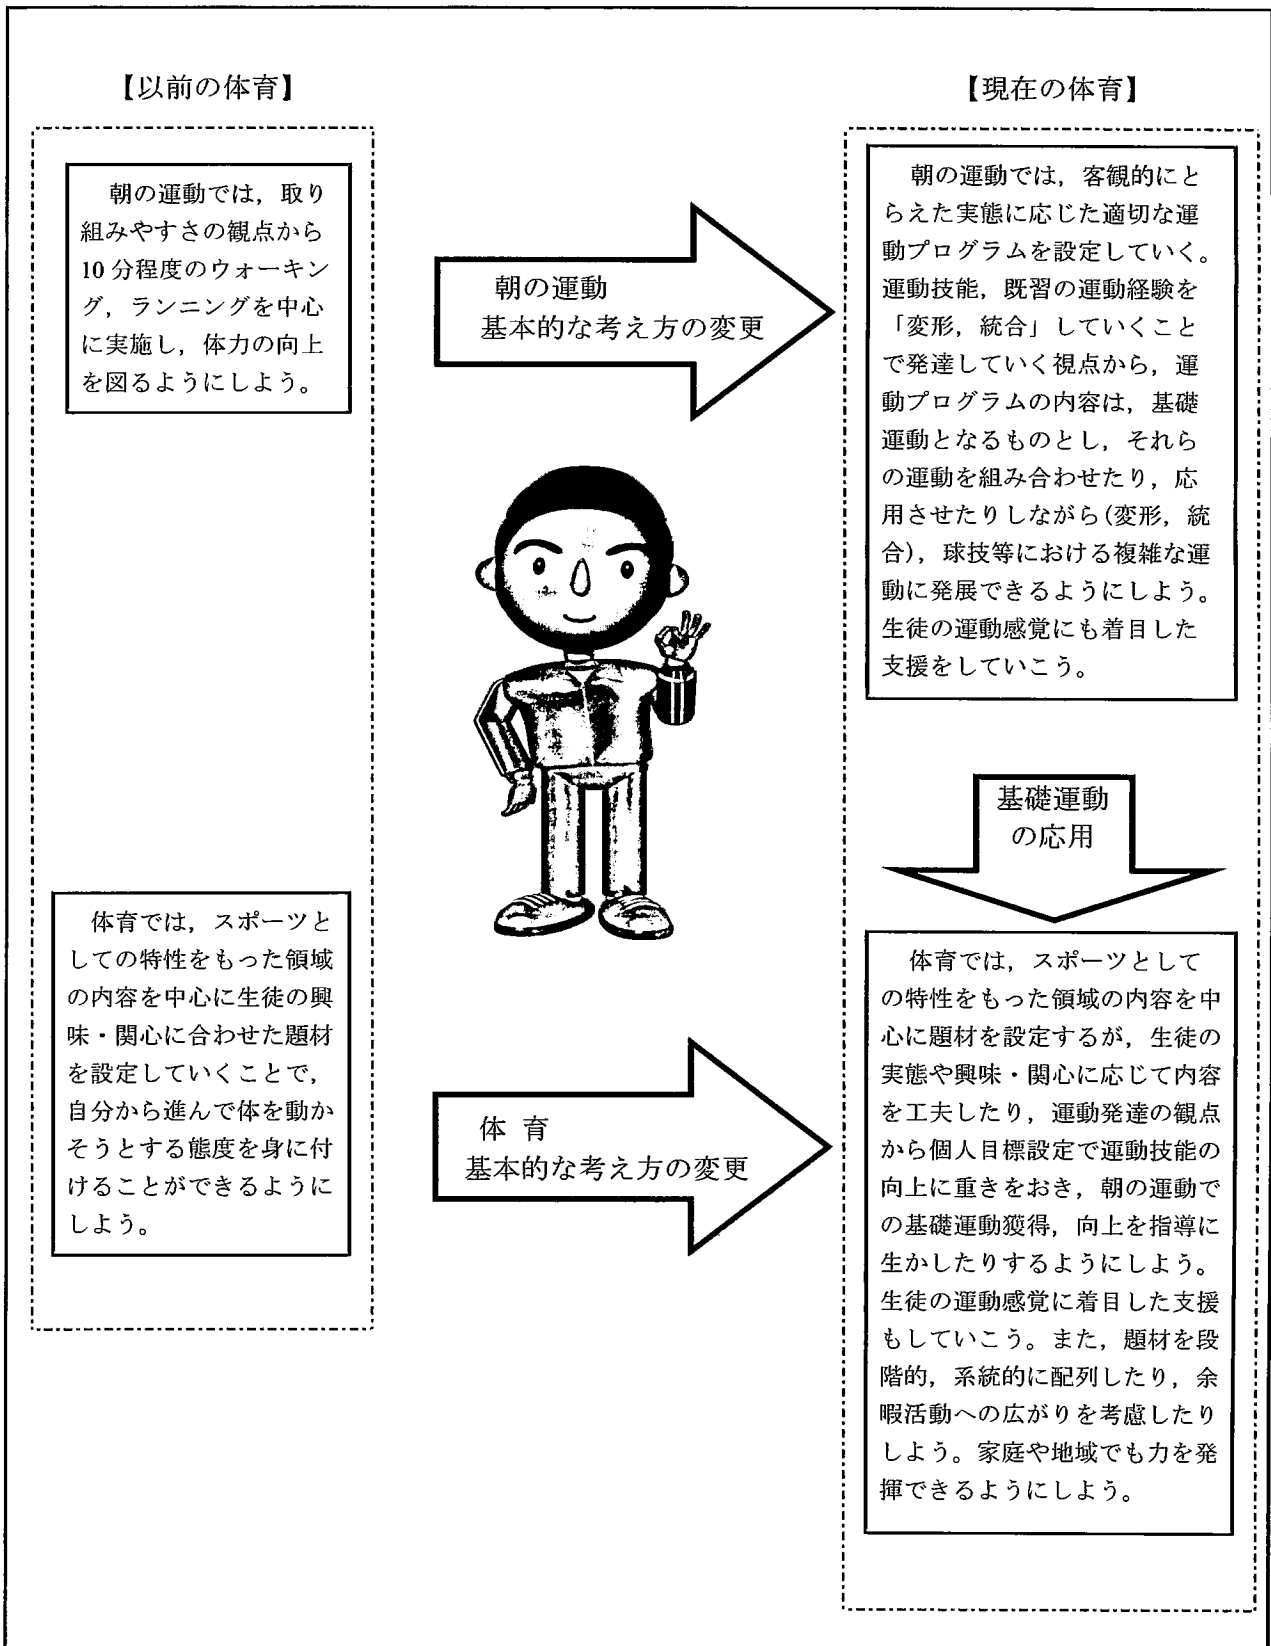 【以前の体育】
朝の運動では，取り
組みやすさの観点から
10分程度のウォーキン
グ，ランニングを中心
に実施し，体力の向上
を図るようにしよう。
体育では，スポーツと
しての特性をもった領域
の内容を中心に生徒の興
味・関心に合わせた題材
を設定していくことで，
自分から進んで体を動か
そうとする態度を身に付
けることができるように
しよう。
朝の運動
基本的な考え方の変更
体 育
基本的な考え方の変更
【現在の体育】
朝の運動では，客観的にと
らえた実態に応じた適切な運
動プログラムを設定していく。
運動技能，既習の運動経験を
「変形，統合」していくこと
で発達していく視点から，運
動プログラムの内容は，基礎
運動となるものとし，それら
の運動を組み合わせたり，応
用させたりしながら(変形，統
合)，球技等における複雑な運
動に発展できるようにしよう。
生徒の運動感覚にも着目した
支援をしていこう。
基礎運動
の応用
体育では，スポーツとして
の特性をもった領域の内容を中
心に題材を設定するが，生徒の
実態や興味・関心に応じて内容
を工夫したり，運動発達の観点
から個人目標設定で運動技能の
向上に重きをおき，朝の運動で
の基礎運動獲得，向上を指導に
生かしたりするようにしよう。
生徒の運動感覚に着目した支援
もしていこう。また，題材を段
階的，系統的に配列したり，余
暇活動への広がりを考慮したり
しよう。家庭や地域でも力を発
揮できるようにしよう。